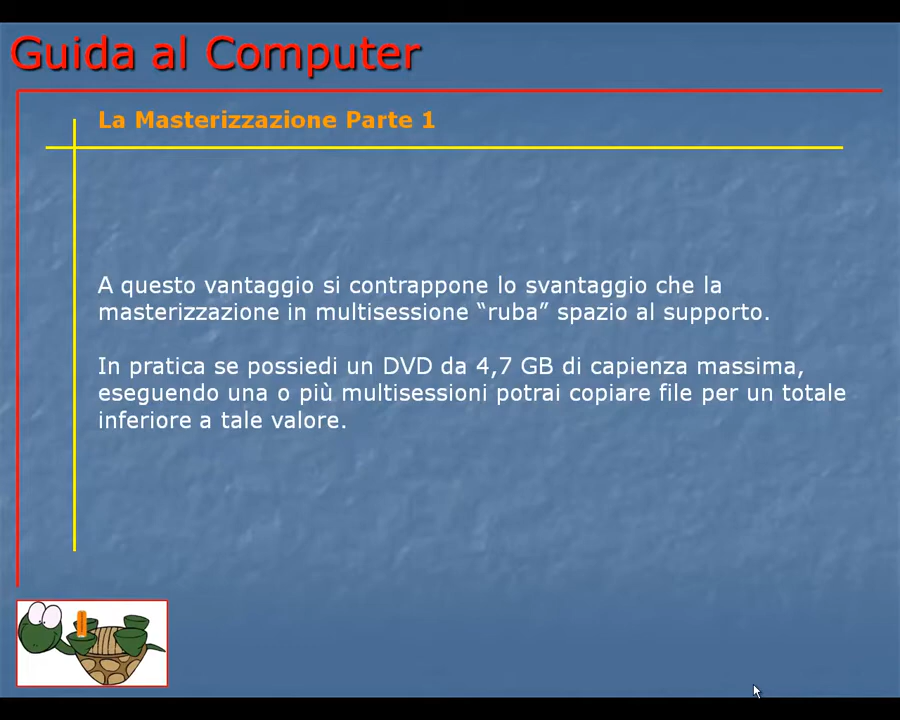 Guida al Computer
La Masterizzazione Parte 1
A questo vantaggio si contrappone lo svantaggio che la
masterizzazione in multisessione “ruba” spazio al supporto.
In pratica se possiedi un DVD da 4,7 GB di capienza massima,
eseguendo una o più multisessioni potrai copiare file per un totale
inferiore a tale valore.